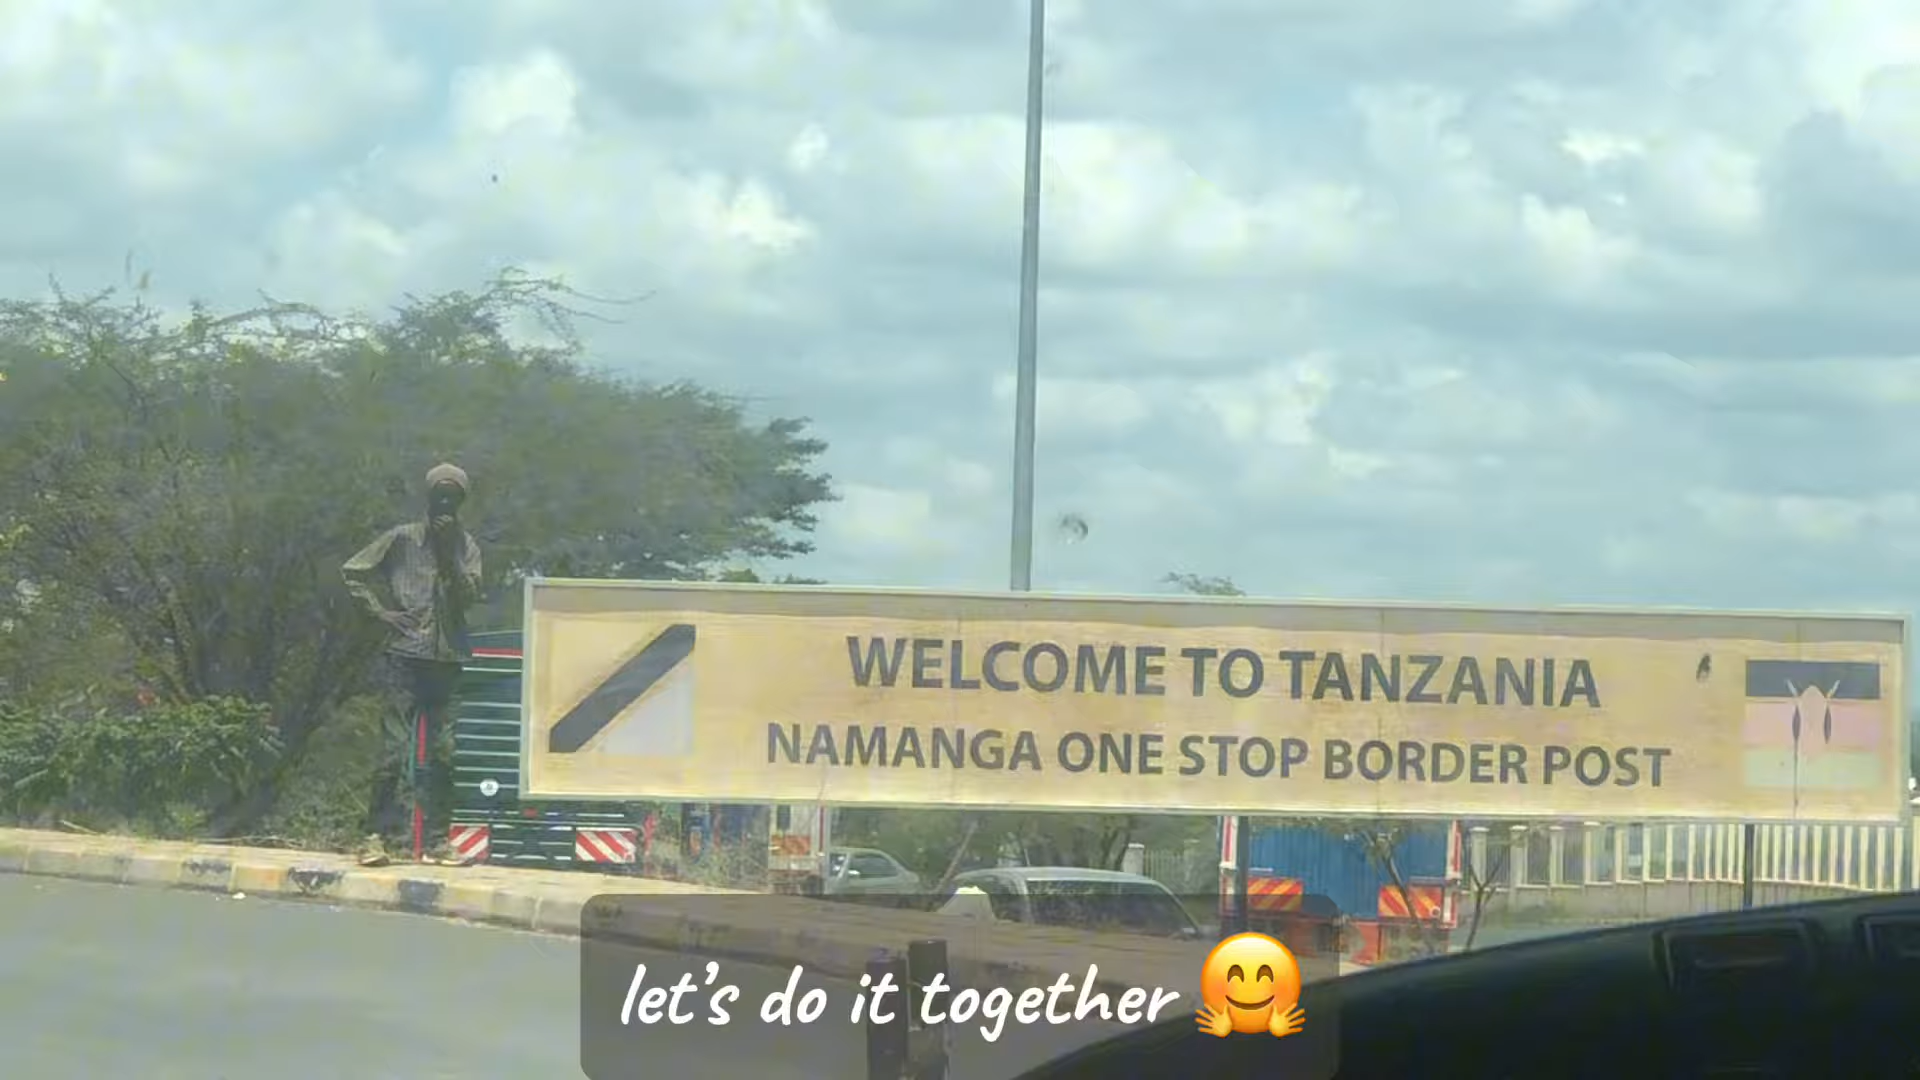 WELCOME TO TANZANIA
NAMANGA ONE STOP BORDER POST
let's do it together 🤗